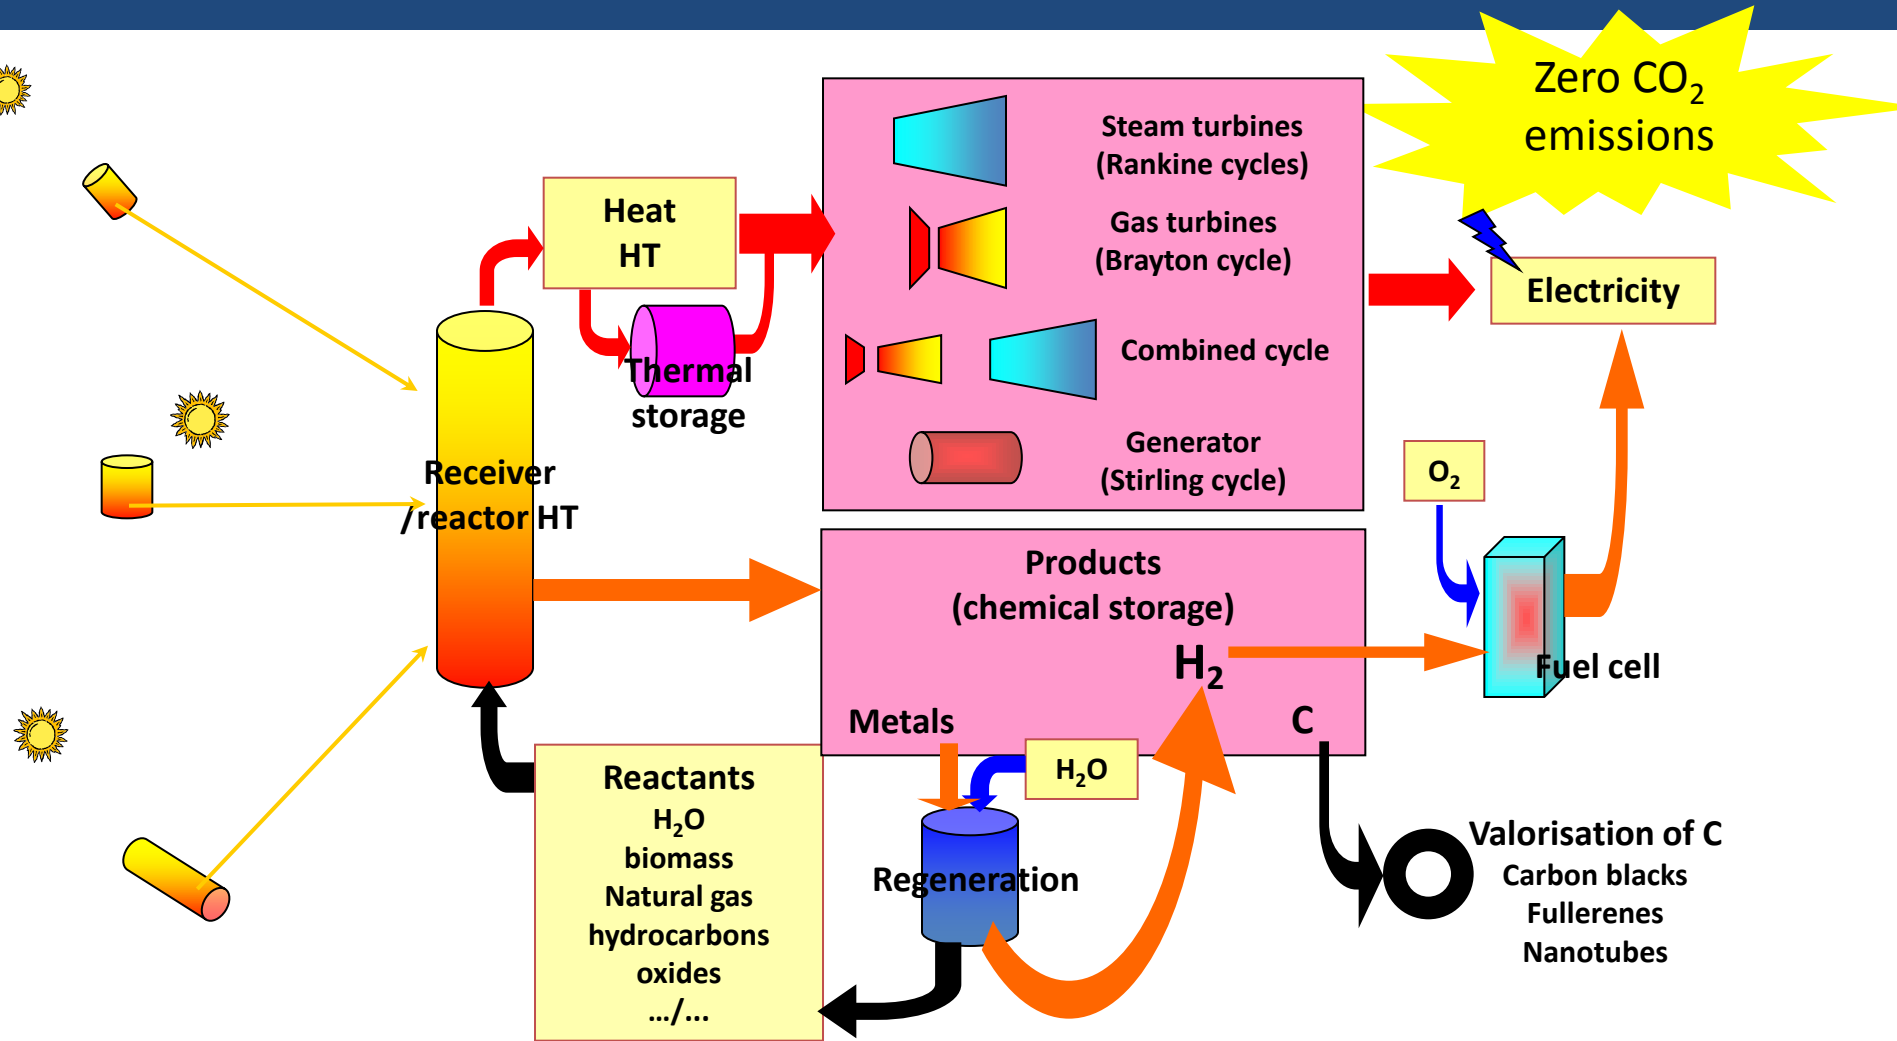 Zero CO₂
emissions
Steam turbines
(Rankine cycles)
Gas turbines
(Brayton cycle)
Combined cycle
Generator
(Stirling cycle)
Heat
HT
Thermal
storage
Electricity
Receiver
/reactor HT
O₂
Products
(chemical storage)
H₂
Fuel cell
Metals
C
H₂O
Reactants
H₂O
biomass
Natural gas
hydrocarbons
oxides
.../...
Regeneration
Valorisation of C
Carbon blacks
Fullerenes
Nanotubes